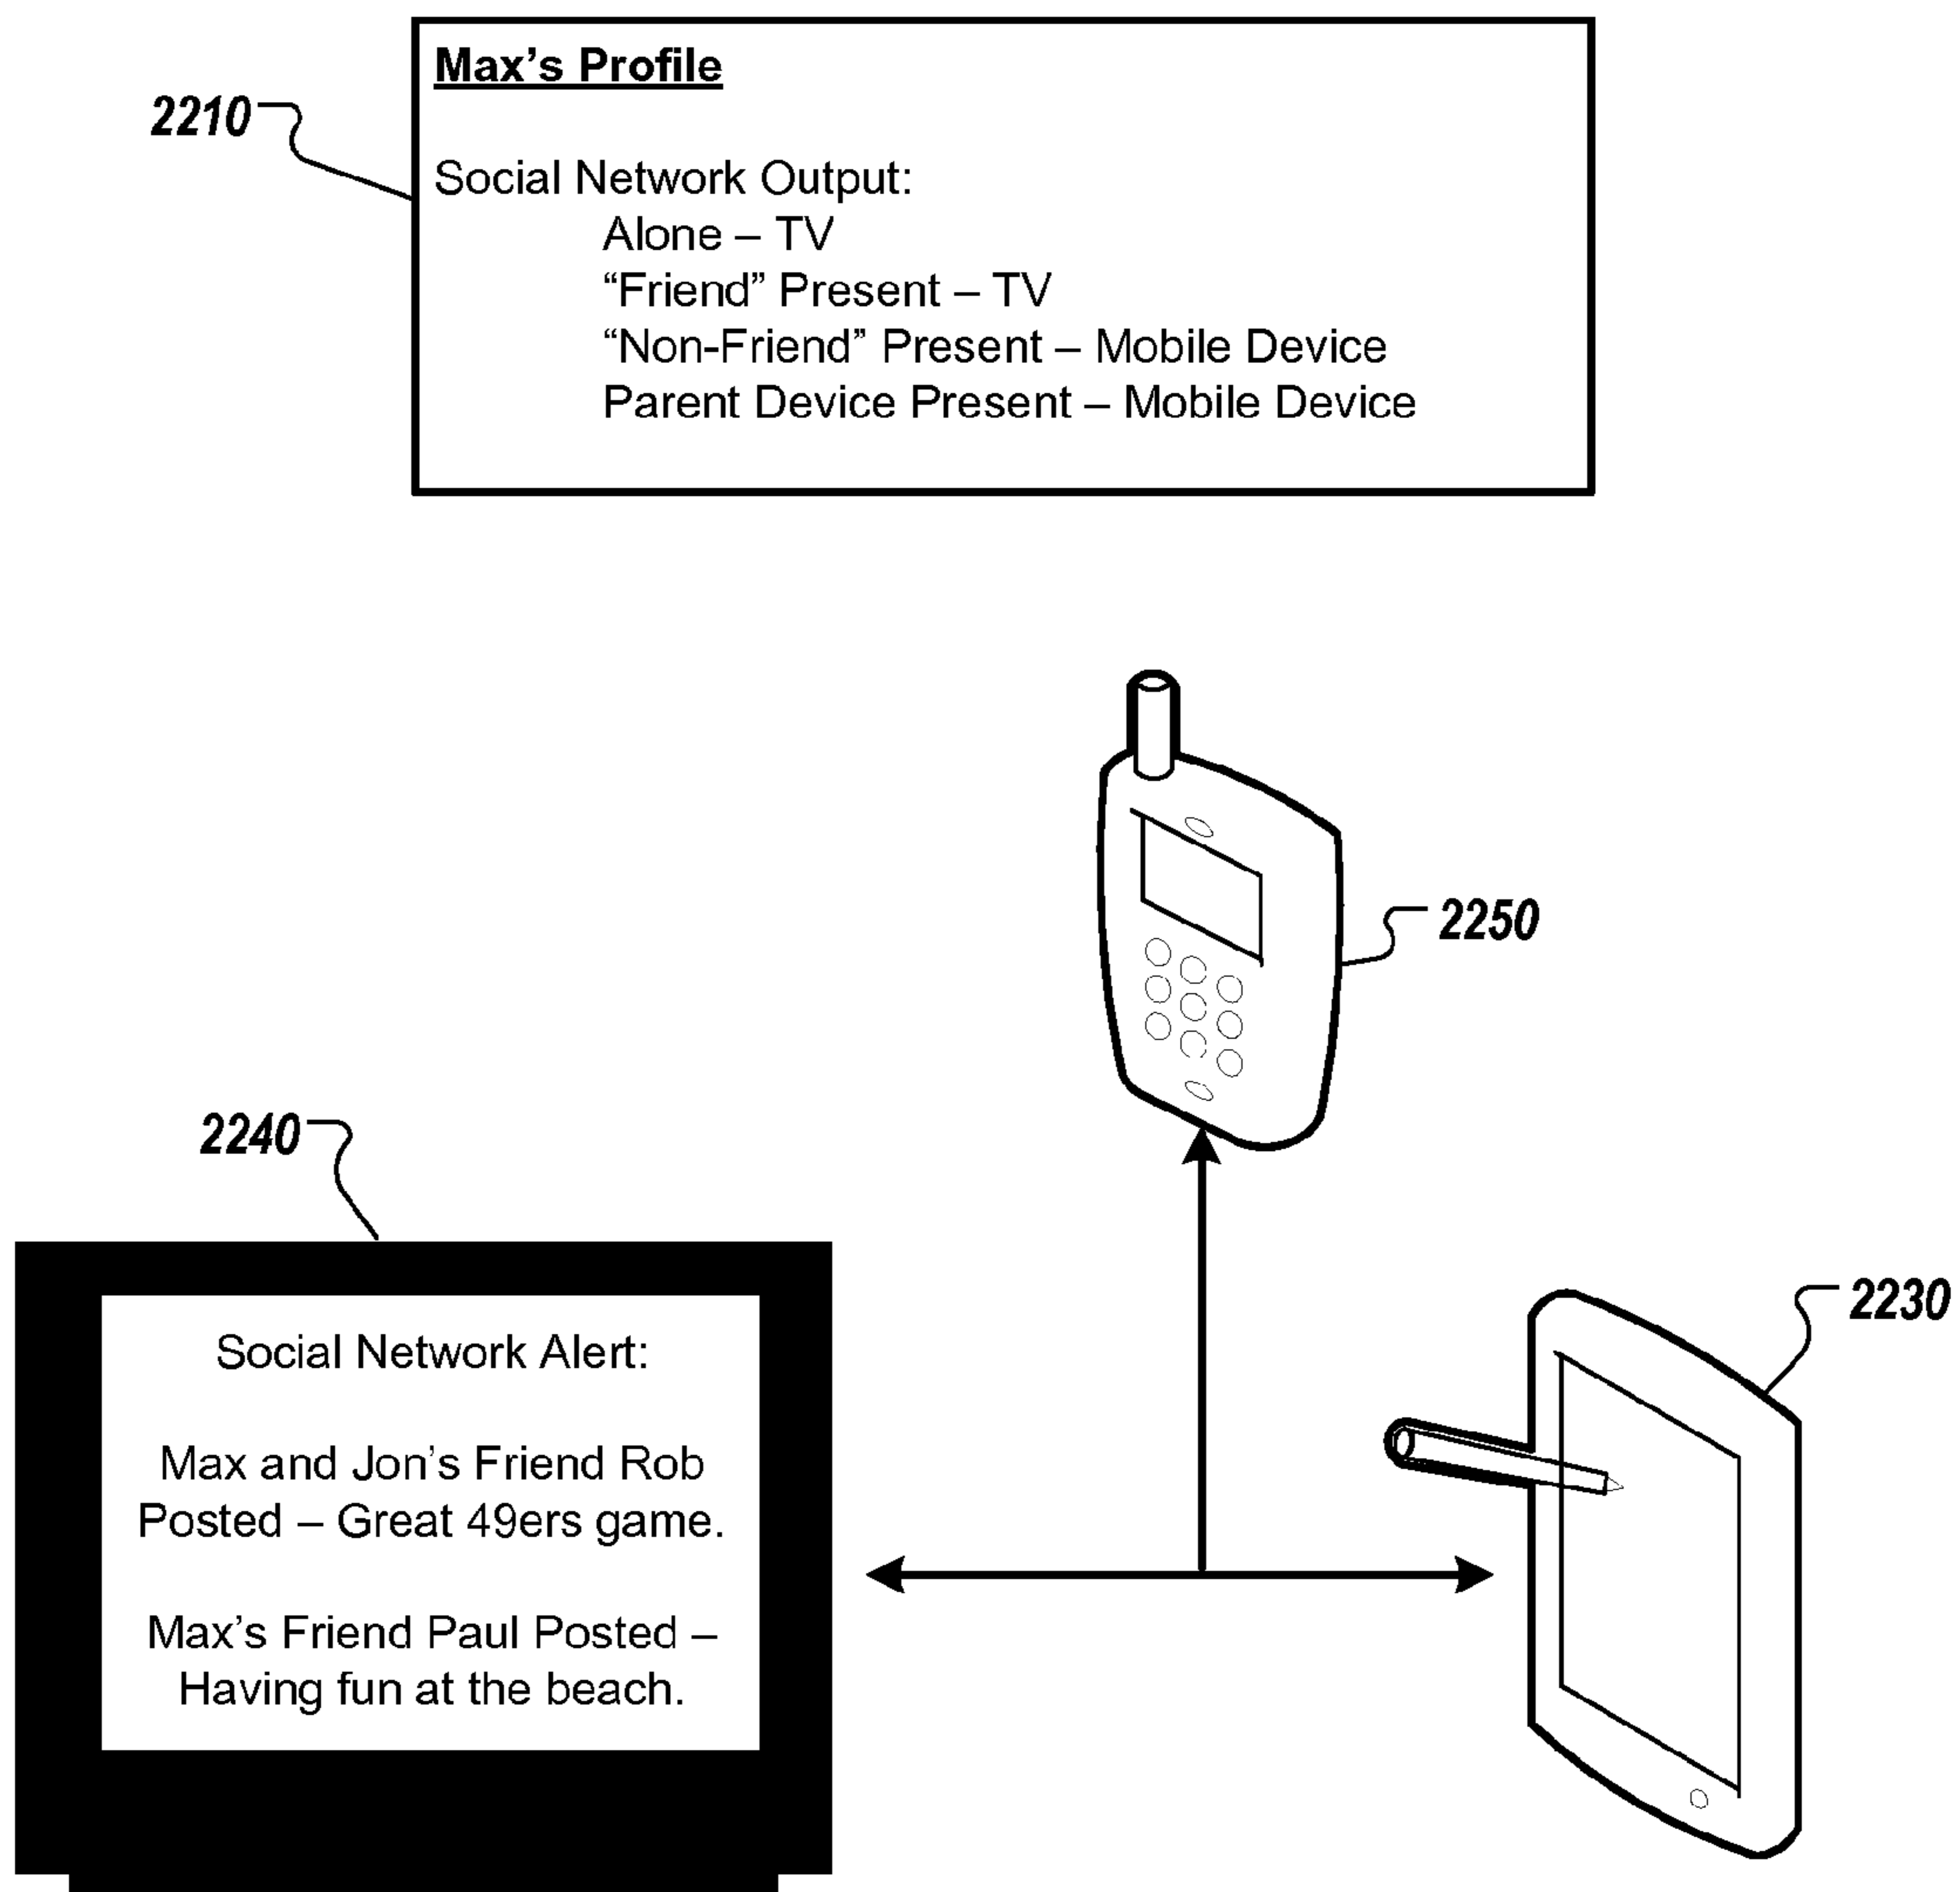 Max’s Profile
2210
Social Network Output:
Alone – TV
“Friend” Present – TV
“Non-Friend” Present – Mobile Device
Parent Device Present – Mobile Device
2250
2240
2230
Social Network Alert:
Max and Jon’s Friend Rob
Posted – Great 49ers game.
Max’s Friend Paul Posted –
Having fun at the beach.